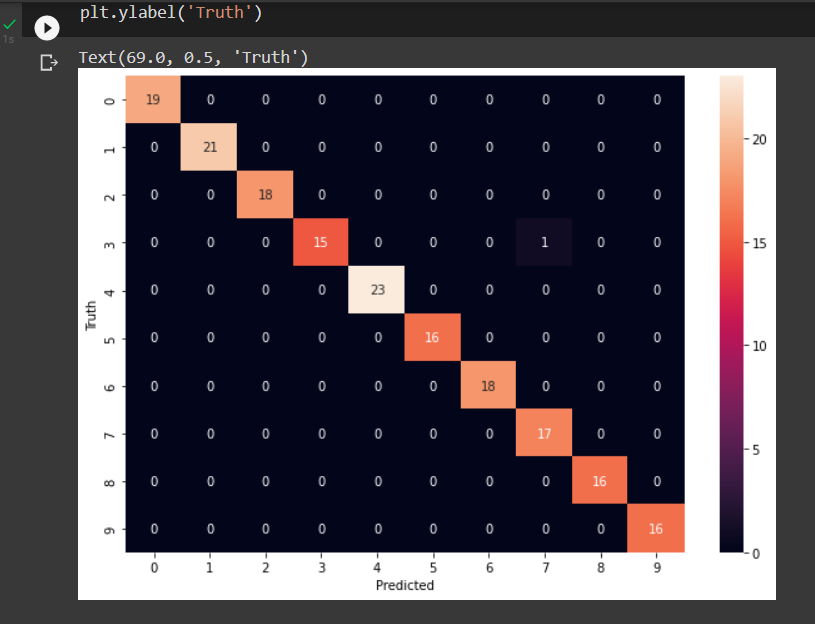 plt.ylabel('Truth')
1s
Text(69.0, 0.5, 'Truth')
0 19 0 0 0 0 0 0 0 0 0
1 0 21 0 0 0 0 0 0 0 0
2 0 0 18 0 0 0 0 0 0 0
3 0 0 0 15 0 0 0 1 0 0
4 0 0 0 0 23 0 0 0 0 0
5 0 0 0 0 0 16 0 0 0 0
6 0 0 0 0 0 0 18 0 0 0
7 0 0 0 0 0 0 0 17 0 0
8 0 0 0 0 0 0 0 0 16 0
9 0 0 0 0 0 0 0 0 0 16
0 1 2 3 4 5 6 7 8 9
Truth
Predicted
20
15
10
5
0